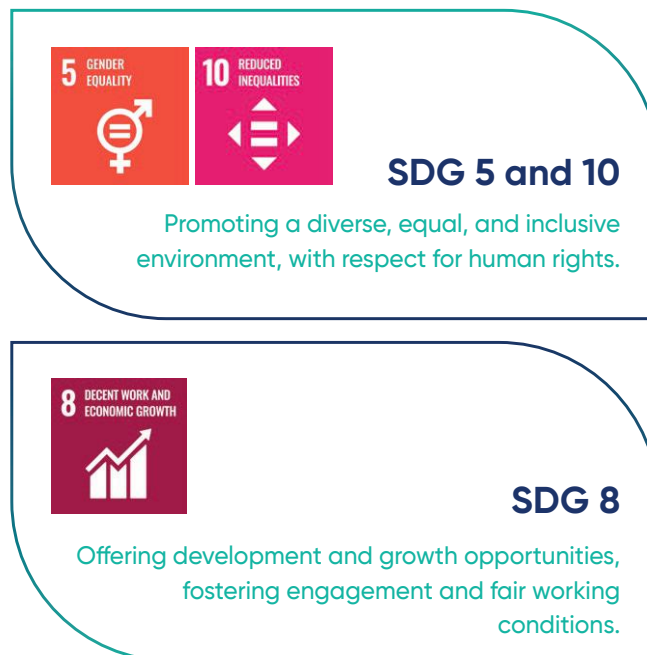 5 GENDER
EQUALITY
10 REDUCED
INEQUALITIES
SDG 5 and 10
Promoting a diverse, equal, and inclusive
environment, with respect for human rights.
8 DECENT WORK AND
ECONOMIC GROWTH
SDG 8
Offering development and growth opportunities,
fostering engagement and fair working
conditions.